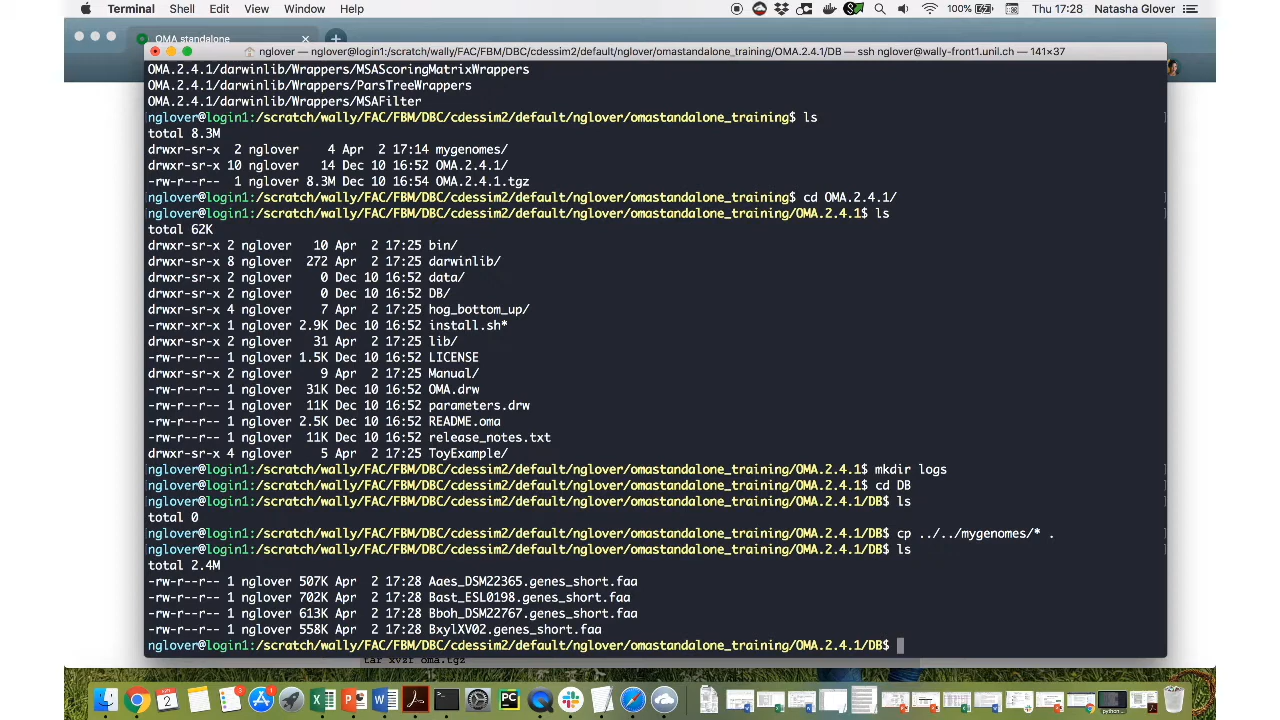 Terminal Shell Edit View Window Help 100% Thu 17:28 Natasha Glover
OMA standalone
nglover — nglover@login1:/scratch/wally/FAC/FBM/DBC/cdessim2/default/nglover/omastandalone_training/OMA.2.4.1/DB — ssh nglover@wally-front1.unil.ch — 141×37
OMA.2.4.1/darwinlib/Wrappers/MSAScoringMatrixWrappers
OMA.2.4.1/darwinlib/Wrappers/ParsTreeWrappers
OMA.2.4.1/darwinlib/Wrappers/MSAFilter
nglover@login1:/scratch/wally/FAC/FBM/DBC/cdessim2/default/nglover/omastandalone_training$ ls
total 8.3M
drwxr-sr-x 2 nglover 4 Apr 2 17:14 mygenomes/
drwxr-sr-x 10 nglover 14 Dec 10 16:52 OMA.2.4.1/
-rw-r--r-- 1 nglover 8.3M Dec 10 16:54 OMA.2.4.1.tgz
nglover@login1:/scratch/wally/FAC/FBM/DBC/cdessim2/default/nglover/omastandalone_training$ cd OMA.2.4.1/
nglover@login1:/scratch/wally/FAC/FBM/DBC/cdessim2/default/nglover/omastandalone_training/OMA.2.4.1$ ls
total 62K
drwxr-sr-x 2 nglover 10 Apr 2 17:25 bin/
drwxr-sr-x 8 nglover 272 Apr 2 17:25 darwinlib/
drwxr-sr-x 2 nglover 0 Dec 10 16:52 data/
drwxr-sr-x 2 nglover 0 Dec 10 16:52 DB/
drwxr-sr-x 4 nglover 7 Apr 2 17:25 hog_bottom_up/
-rwxr-xr-x 1 nglover 2.9K Dec 10 16:52 install.sh*
drwxr-sr-x 2 nglover 31 Apr 2 17:25 lib/
-rw-r--r-- 1 nglover 1.5K Dec 10 16:52 LICENSE
drwxr-sr-x 2 nglover 9 Apr 2 17:25 Manual/
-rw-r--r-- 1 nglover 31K Dec 10 16:52 OMA.drw
-rw-r--r-- 1 nglover 11K Dec 10 16:52 parameters.drw
-rw-r--r-- 1 nglover 2.5K Dec 10 16:52 README.oma
-rw-r--r-- 1 nglover 11K Dec 10 16:52 release_notes.txt
drwxr-sr-x 4 nglover 5 Apr 2 17:25 ToyExample/
nglover@login1:/scratch/wally/FAC/FBM/DBC/cdessim2/default/nglover/omastandalone_training/OMA.2.4.1$ mkdir logs
nglover@login1:/scratch/wally/FAC/FBM/DBC/cdessim2/default/nglover/omastandalone_training/OMA.2.4.1$ cd DB
nglover@login1:/scratch/wally/FAC/FBM/DBC/cdessim2/default/nglover/omastandalone_training/OMA.2.4.1/DB$ ls
total 0
nglover@login1:/scratch/wally/FAC/FBM/DBC/cdessim2/default/nglover/omastandalone_training/OMA.2.4.1/DB$ cp ../../mygenomes/* .
nglover@login1:/scratch/wally/FAC/FBM/DBC/cdessim2/default/nglover/omastandalone_training/OMA.2.4.1/DB$ ls
total 2.4M
-rw-r--r-- 1 nglover 507K Apr 2 17:28 Aaes_DSM22365.genes_short.faa
-rw-r--r-- 1 nglover 702K Apr 2 17:28 Bast_ESL0198.genes_short.faa
-rw-r--r-- 1 nglover 613K Apr 2 17:28 Bboh_DSM22767.genes_short.faa
-rw-r--r-- 1 nglover 558K Apr 2 17:28 BxylXV02.genes_short.faa
nglover@login1:/scratch/wally/FAC/FBM/DBC/cdessim2/default/nglover/omastandalone_training/OMA.2.4.1/DB$
tar xvzf oma.tgz